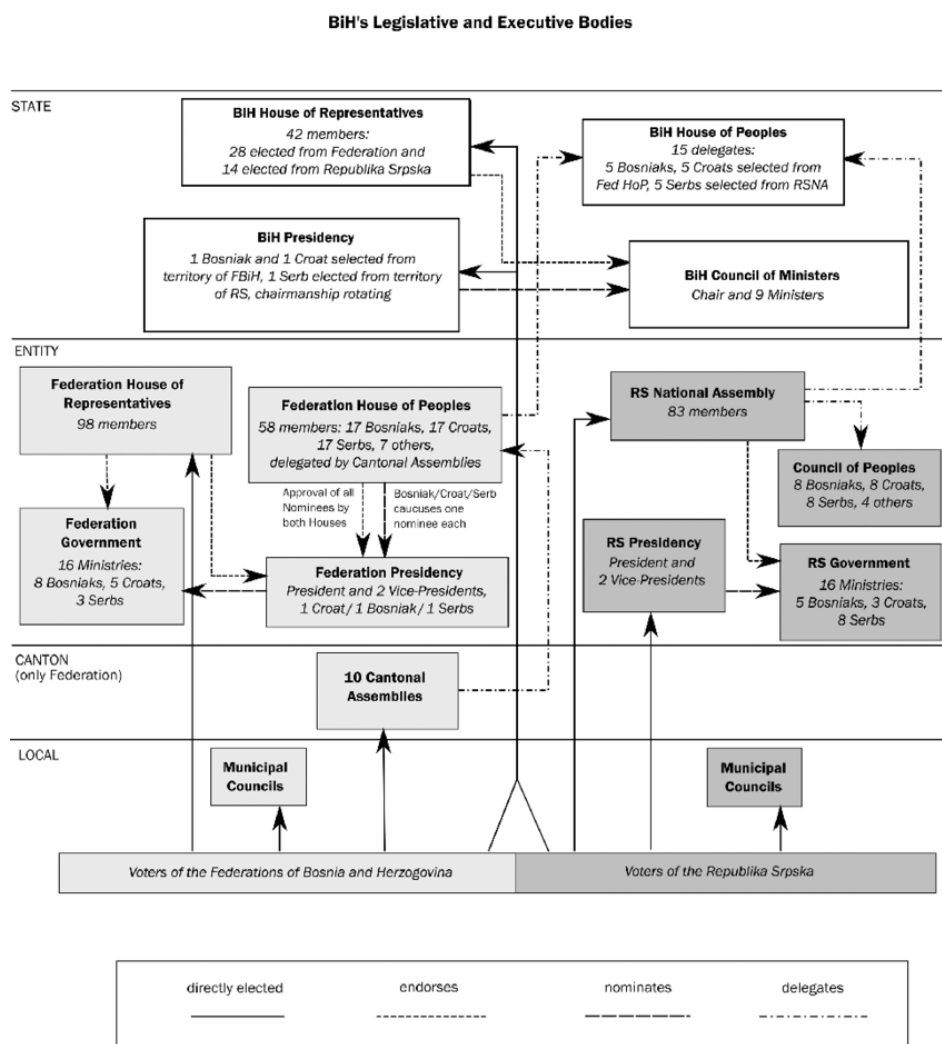 BiH's Legislative and Executive Bodies
STATE
BiH House of Representatives
42 members:
28 elected from Federation and
14 elected from Republika Srpska
BiH House of Peoples
15 delegates:
5 Bosniaks, 5 Croats selected from
Fed HoP, 5 Serbs selected from RSNA
BiH Presidency
1 Bosniak and 1 Croat selected from
territory of FBiH, 1 Serb elected from territory
of RS, chairmanship rotating
BiH Council of Ministers
Chair and 9 Ministers
ENTITY
Federation House of
Representatives
98 members
Federation House of Peoples
58 members: 17 Bosniaks, 17 Croats,
17 Serbs, 7 others,
delegated by Cantonal Assemblies
RS National Assembly
83 members
Council of Peoples
8 Bosniaks, 8 Croats,
8 Serbs, 4 others
Approval of all
Nominees by
both Houses
Bosniak/Croat/Serb
caucuses one
nominee each
Federation
Government
16 Ministries:
8 Bosniaks, 5 Croats,
3 Serbs
Federation Presidency
President and 2 Vice-Presidents,
1 Croat/ 1 Bosniak/ 1 Serbs
RS Presidency
President and
2 Vice-Presidents
RS Government
16 Ministries:
5 Bosniaks, 3 Croats,
8 Serbs
CANTON
(only Federation)
10 Cantonal
Assemblies
LOCAL
Municipal
Councils
Municipal
Councils
Voters of the Federations of Bosnia and Herzogovina
Voters of the Republika Srpska
directly elected
endorses
nominates
delegates